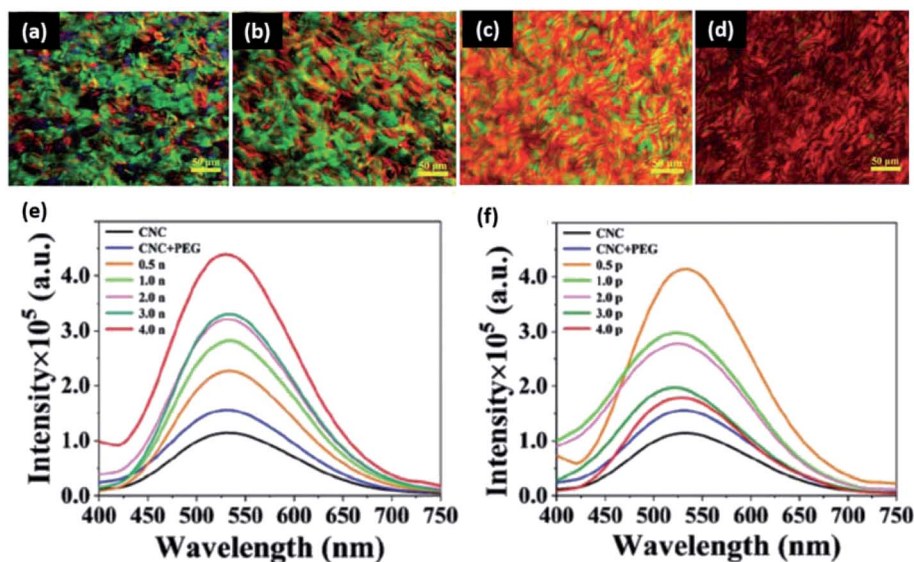 (a)
(b)
(c)
(d)
50 μm
50 μm
50 μm
50 μm
(e)
(f)
CNC
CNC+PEG
0.5 n
1.0 n
2.0 n
3.0 n
4.0 n
4.0
3.0
2.0
1.0
0.0
Intensity×10⁵ (a.u.)
400 450 500 550 600 650 700 750
Wavelength (nm)
CNC
CNC+PEG
0.5 p
1.0 p
2.0 p
3.0 p
4.0 p
4.0
3.0
2.0
1.0
0.0
Intensity×10⁵ (a.u.)
400 450 500 550 600 650 700 750
Wavelength (nm)